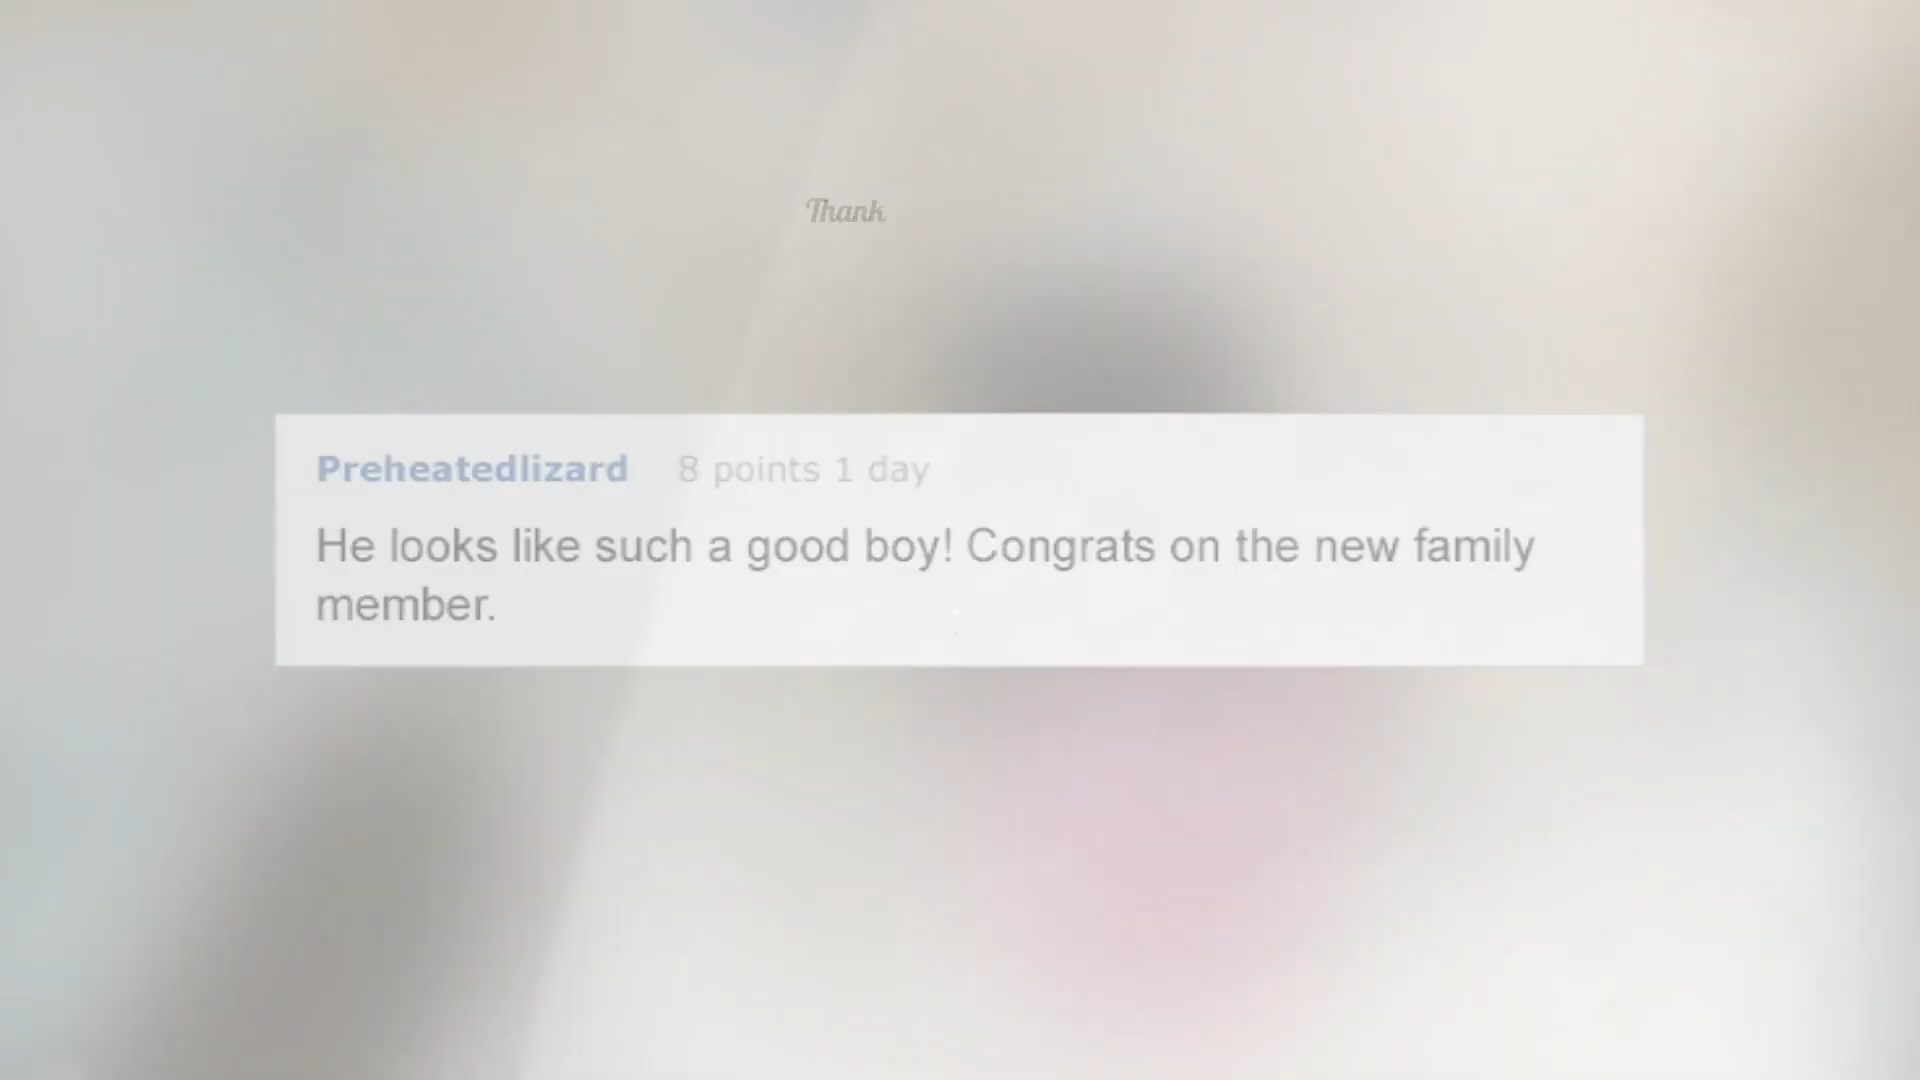 Thank
Preheatedlizard 8 points 1 day
He looks like such a good boy! Congrats on the new family
member.